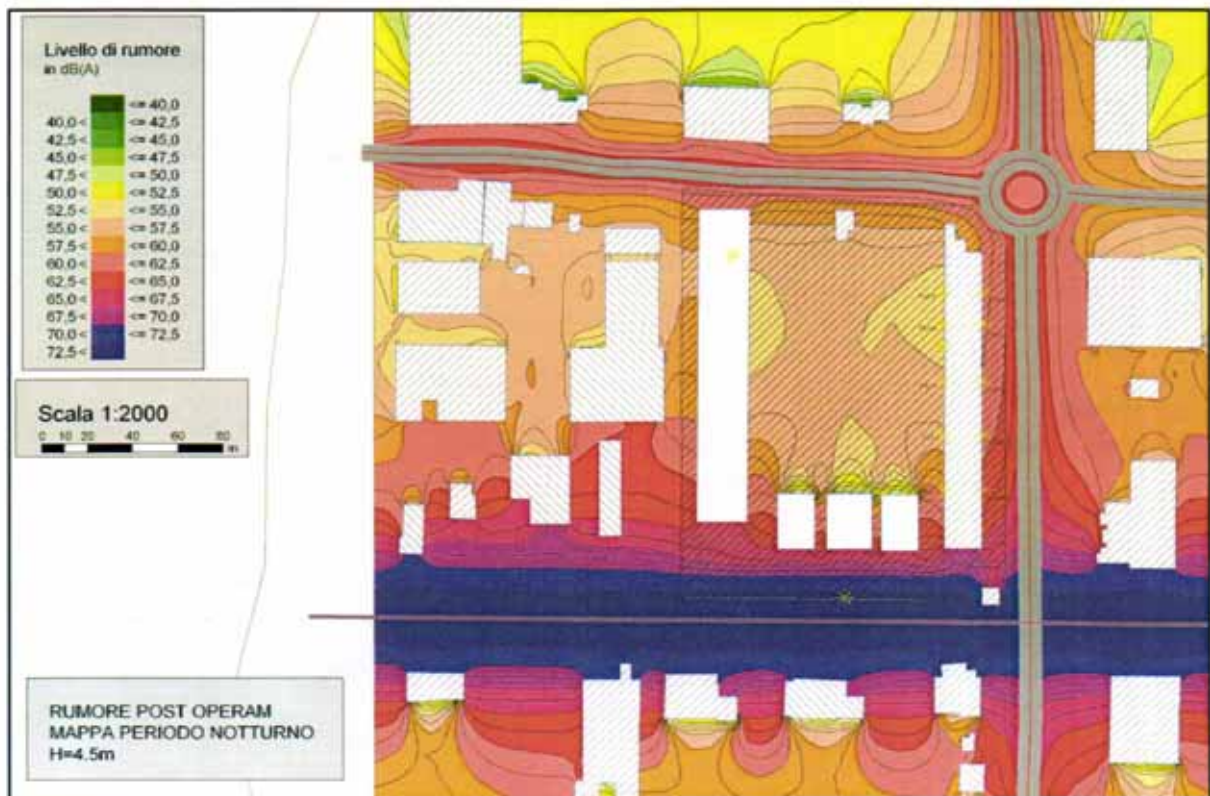 Livello di rumore
in dB(A)
<= 40,0
40,0 < <= 42,5
42,5 < <= 45,0
45,0 < <= 47,5
47,5 < <= 50,0
50,0 < <= 52,5
52,5 < <= 55,0
55,0 < <= 57,5
57,5 < <= 60,0
60,0 < <= 62,5
62,5 < <= 65,0
65,0 < <= 67,5
67,5 < <= 70,0
70,0 < <= 72,5
72,5 <
Scala 1:2000
0 10 20 40 60 80
m
RUMORE POST OPERAM
MAPPA PERIODO NOTTURNO
H=4.5m